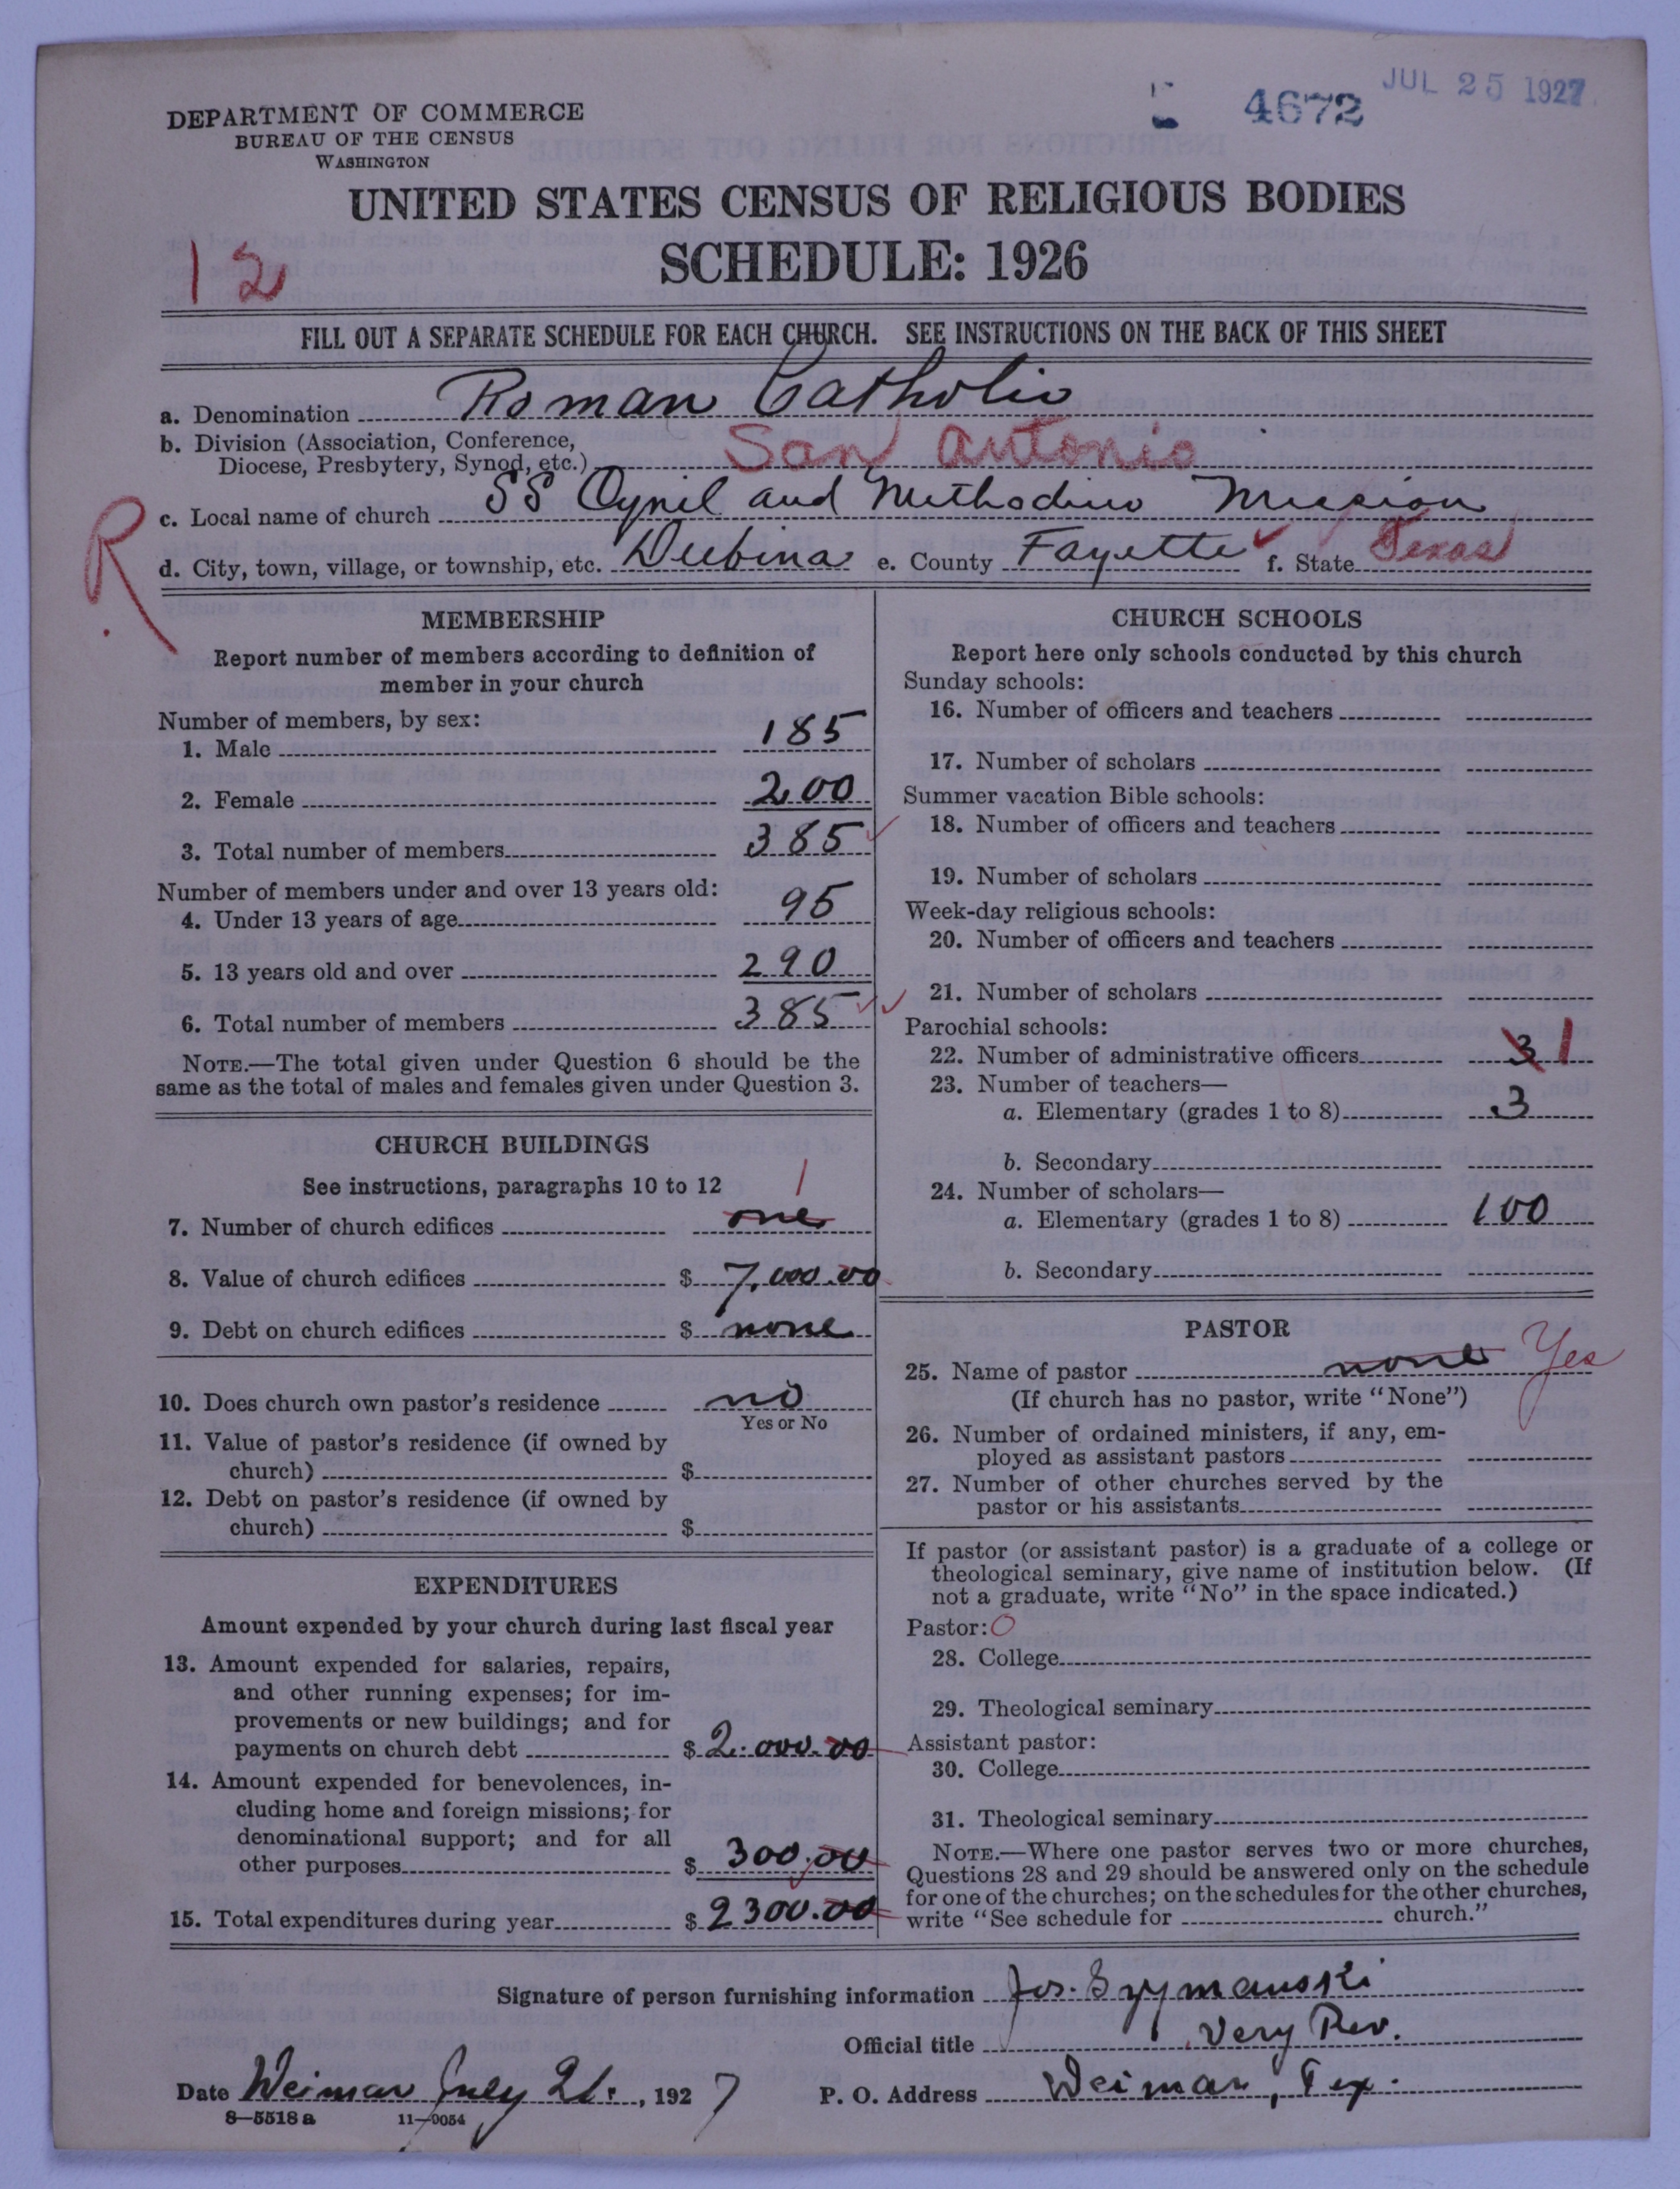 4672 JUL 25 1927
DEPARTMENT OF COMMERCE
BUREAU OF THE CENSUS
WASHINGTON
UNITED STATES CENSUS OF RELIGIOUS BODIES
SCHEDULE: 1926
12
FILL OUT A SEPARATE SCHEDULE FOR EACH CHURCH. SEE INSTRUCTIONS ON THE BACK OF THIS SHEET
a. Denomination Roman Catholic
b. Division (Association, Conference,
Diocese, Presbytery, Synod, etc.) San Antonio
c. Local name of church SS Cyril and Methodius Mission
R
d. City, town, village, or township, etc. Dubina e. County Fayette f. State Texas
MEMBERSHIP
Report number of members according to definition of
member in your church
Number of members, by sex:
1. Male 185
2. Female 200
3. Total number of members 385
Number of members under and over 13 years old:
4. Under 13 years of age 95
5. 13 years old and over 290
6. Total number of members 385
NOTE.—The total given under Question 6 should be the
same as the total of males and females given under Question 3.
CHURCH BUILDINGS
See instructions, paragraphs 10 to 12
7. Number of church edifices one 1
8. Value of church edifices $ 7,000.00
9. Debt on church edifices $ none
10. Does church own pastor's residence no
Yes or No
11. Value of pastor's residence (if owned by
church) $
12. Debt on pastor's residence (if owned by
church) $
EXPENDITURES
Amount expended by your church during last fiscal year
13. Amount expended for salaries, repairs,
and other running expenses; for im-
provements or new buildings; and for
payments on church debt $ 2.000.00
14. Amount expended for benevolences, in-
cluding home and foreign missions; for
denominational support; and for all
other purposes $ 300.00
15. Total expenditures during year $ 2300.00
CHURCH SCHOOLS
Report here only schools conducted by this church
Sunday schools:
16. Number of officers and teachers
17. Number of scholars
Summer vacation Bible schools:
18. Number of officers and teachers
19. Number of scholars
Week-day religious schools:
20. Number of officers and teachers
21. Number of scholars
Parochial schools:
22. Number of administrative officers 3 1
23. Number of teachers—
a. Elementary (grades 1 to 8) 3
b. Secondary
24. Number of scholars—
a. Elementary (grades 1 to 8) 100
b. Secondary
PASTOR
25. Name of pastor none Yes
(If church has no pastor, write "None")
26. Number of ordained ministers, if any, em-
ployed as assistant pastors
27. Number of other churches served by the
pastor or his assistants
If pastor (or assistant pastor) is a graduate of a college or
theological seminary, give name of institution below. (If
not a graduate, write "No" in the space indicated.)
Pastor: O
28. College
29. Theological seminary
Assistant pastor:
30. College
31. Theological seminary
NOTE.—Where one pastor serves two or more churches,
Questions 28 and 29 should be answered only on the schedule
for one of the churches; on the schedules for the other churches,
write "See schedule for church."
Signature of person furnishing information Jos. Szymanski
Official title Very Rev.
Date Weimar July 21., 1927 P. O. Address Weimar, Tex.
8—5518 a 11—9054